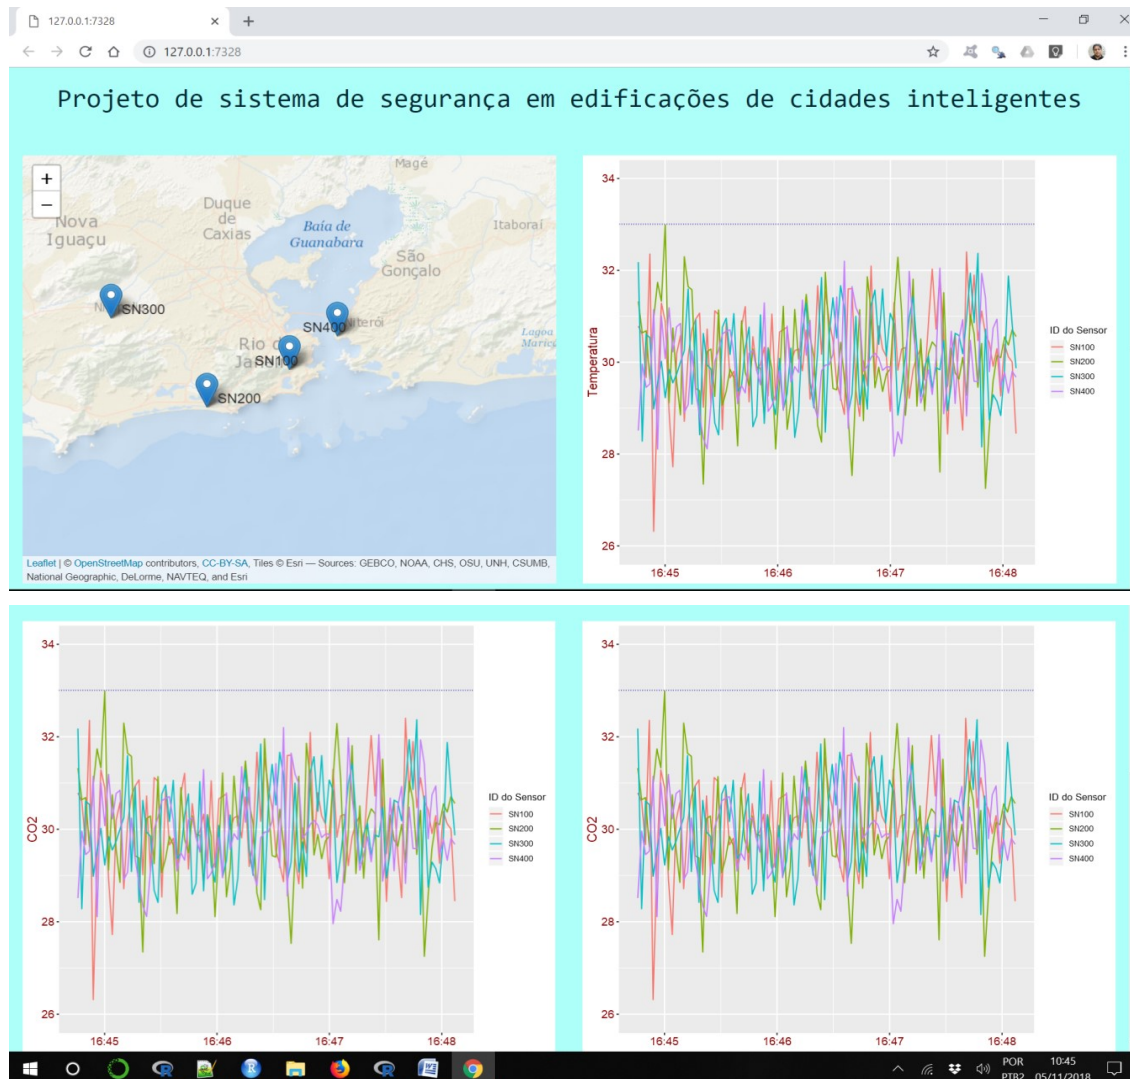 127.0.0.1:7328
127.0.0.1:7328
Projeto de sistema de segurança em edificações de cidades inteligentes
+
−
Magé
Nova
Iguaçu
Duque
de
Caxias
Baía de
Guanabara
Itaboraí
São
Gonçalo
SN300
SN400
Niterói
Lagoa
Rio
SN100
SN200
Leaflet | © OpenStreetMap contributors, CC-BY-SA, Tiles © Esri — Sources: GEBCO, NOAA, CHS, OSU, UNH, CSUMB,
National Geographic, DeLorme, NAVTEQ, and Esri
34
32
30
28
26
Temperatura
16:45 16:46 16:47 16:48
ID do Sensor
SN100
SN200
SN300
SN400
34
32
30
28
26
CO2
16:45 16:46 16:47 16:48
ID do Sensor
SN100
SN200
SN300
SN400
34
32
30
28
26
CO2
16:45 16:46 16:47 16:48
ID do Sensor
SN100
SN200
SN300
SN400
POR
PTB2
10:45
05/11/2018